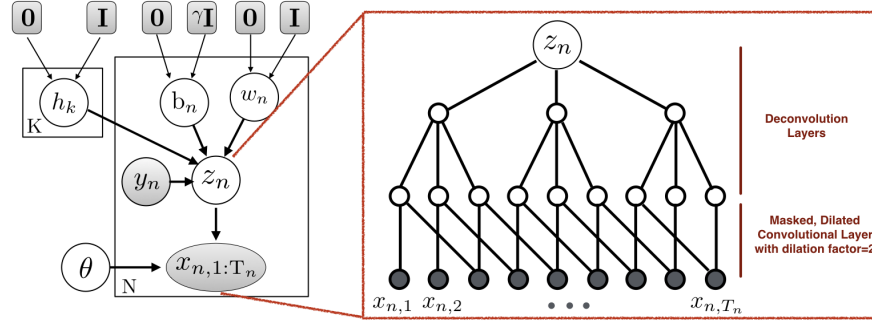 0 I 0 γI 0 I
h_k
K
b_n
w_n
y_n
z_n
θ
x_{n,1:T_n}
N
z_n
Deconvolution
Layers
Masked, Dilated
Convolutional Layer
with dilation factor=2
x_{n,1} x_{n,2} • • • x_{n,T_n}